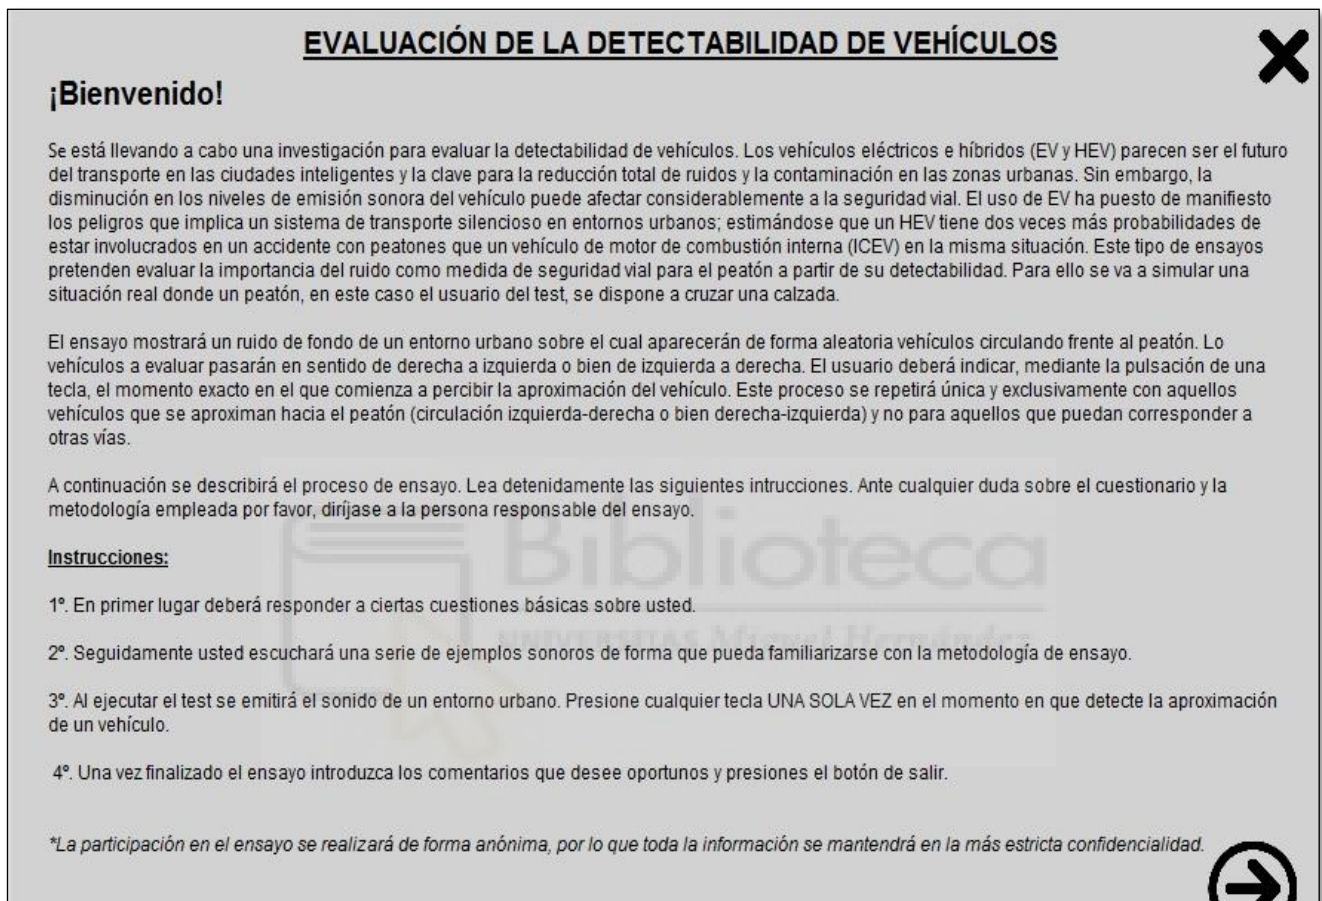 EVALUACIÓN DE LA DETECTABILIDAD DE VEHÍCULOS
¡Bienvenido!
Se está llevando a cabo una investigación para evaluar la detectabilidad de vehículos. Los vehículos eléctricos e híbridos (EV y HEV) parecen ser el futuro
del transporte en las ciudades inteligentes y la clave para la reducción total de ruidos y la contaminación en las zonas urbanas. Sin embargo, la
disminución en los niveles de emisión sonora del vehículo puede afectar considerablemente a la seguridad vial. El uso de EV ha puesto de manifiesto
los peligros que implica un sistema de transporte silencioso en entornos urbanos; estimándose que un HEV tiene dos veces más probabilidades de
estar involucrados en un accidente con peatones que un vehículo de motor de combustión interna (ICEV) en la misma situación. Este tipo de ensayos
pretenden evaluar la importancia del ruido como medida de seguridad vial para el peatón a partir de su detectabilidad. Para ello se va a simular una
situación real donde un peatón, en este caso el usuario del test, se dispone a cruzar una calzada.
El ensayo mostrará un ruido de fondo de un entorno urbano sobre el cual aparecerán de forma aleatoria vehículos circulando frente al peatón. Lo
vehículos a evaluar pasarán en sentido de derecha a izquierda o bien de izquierda a derecha. El usuario deberá indicar, mediante la pulsación de una
tecla, el momento exacto en el que comienza a percibir la aproximación del vehículo. Este proceso se repetirá única y exclusivamente con aquellos
vehículos que se aproximan hacia el peatón (circulación izquierda-derecha o bien derecha-izquierda) y no para aquellos que puedan corresponder a
otras vías.
A continuación se describirá el proceso de ensayo. Lea detenidamente las siguientes intrucciones. Ante cualquier duda sobre el cuestionario y la
metodología empleada por favor, diríjase a la persona responsable del ensayo.
Biblioteca
Instrucciones:
1º. En primer lugar deberá responder a ciertas cuestiones básicas sobre usted.
UNIVERSITAS Miguel Hernández
2º. Seguidamente usted escuchará una serie de ejemplos sonoros de forma que pueda familiarizarse con la metodología de ensayo.
3º. Al ejecutar el test se emitirá el sonido de un entorno urbano. Presione cualquier tecla UNA SOLA VEZ en el momento en que detecte la aproximación
de un vehículo.
4º. Una vez finalizado el ensayo introduzca los comentarios que desee oportunos y presiones el botón de salir.
*La participación en el ensayo se realizará de forma anónima, por lo que toda la información se mantendrá en la más estricta confidencialidad.